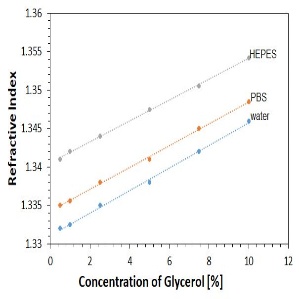 1.36
1.355
1.35
1.345
1.34
1.335
1.33
Refractive Index
HEPES
PBS
water
0 2 4 6 8 10 12
Concentration of Glycerol [%]